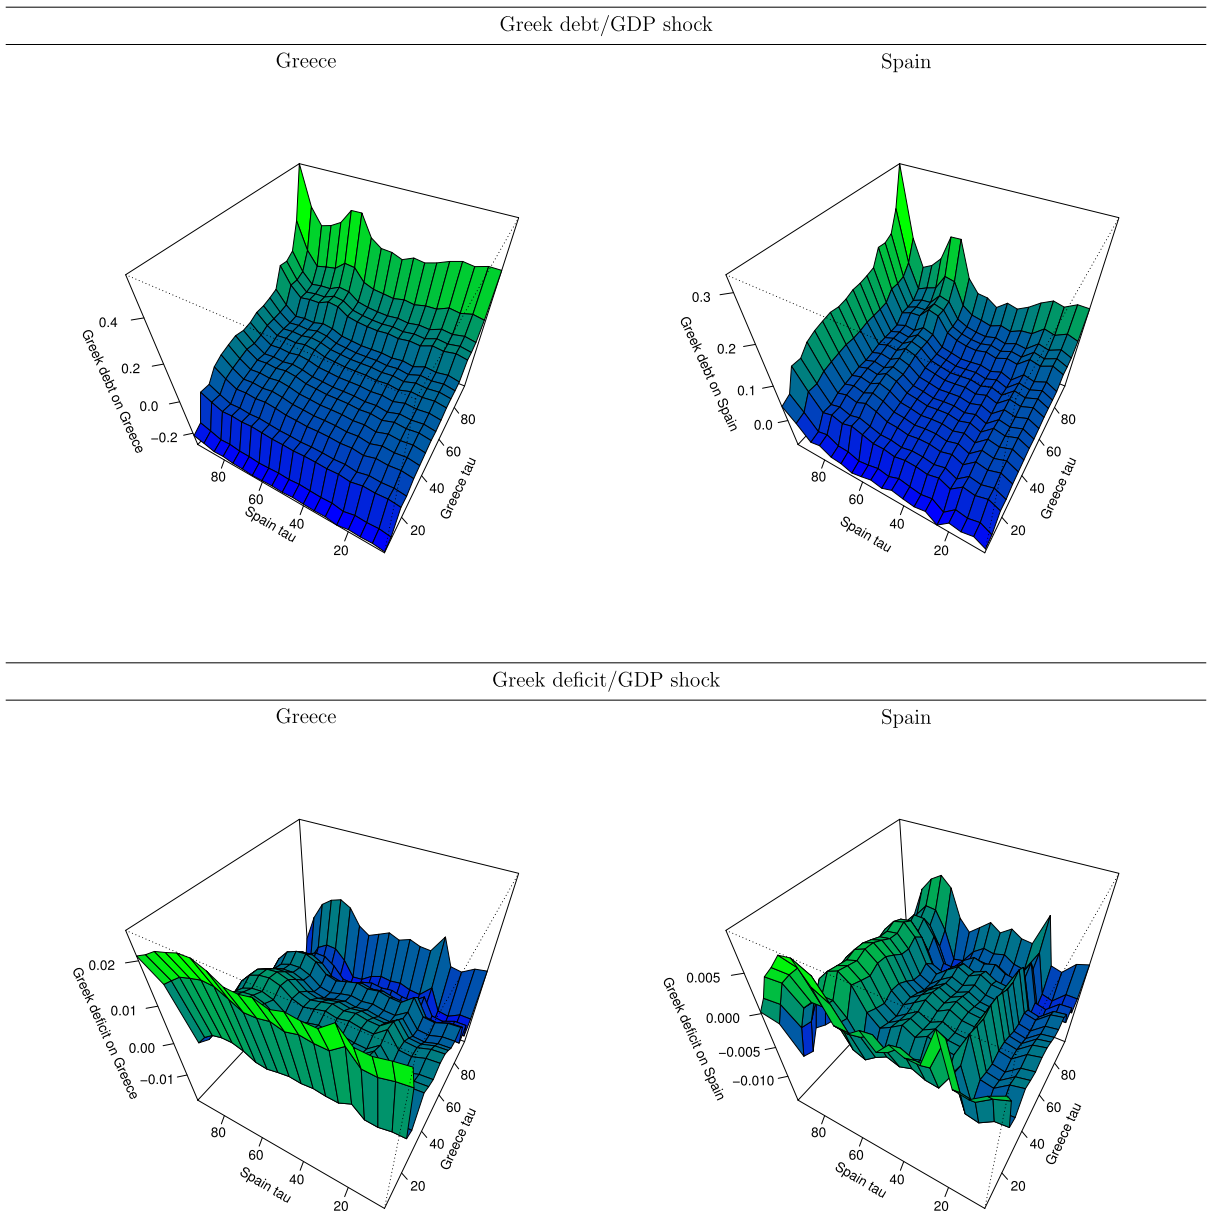 Greek debt/GDP shock
Greece
Spain
0.4
0.2
0.0
−0.2
Greek debt on Greece
80
60
40
20
Spain tau
20
40
60
80
Greece tau
0.3
0.2
0.1
0.0
Greek debt on Spain
80
60
40
20
Spain tau
20
40
60
80
Greece tau
Greek deficit/GDP shock
Greece
Spain
0.02
0.01
0.00
−0.01
Greek deficit on Greece
80
60
40
20
Spain tau
20
40
60
80
Greece tau
0.005
0.000
−0.005
−0.010
Greek deficit on Spain
80
60
40
20
Spain tau
20
40
60
80
Greece tau